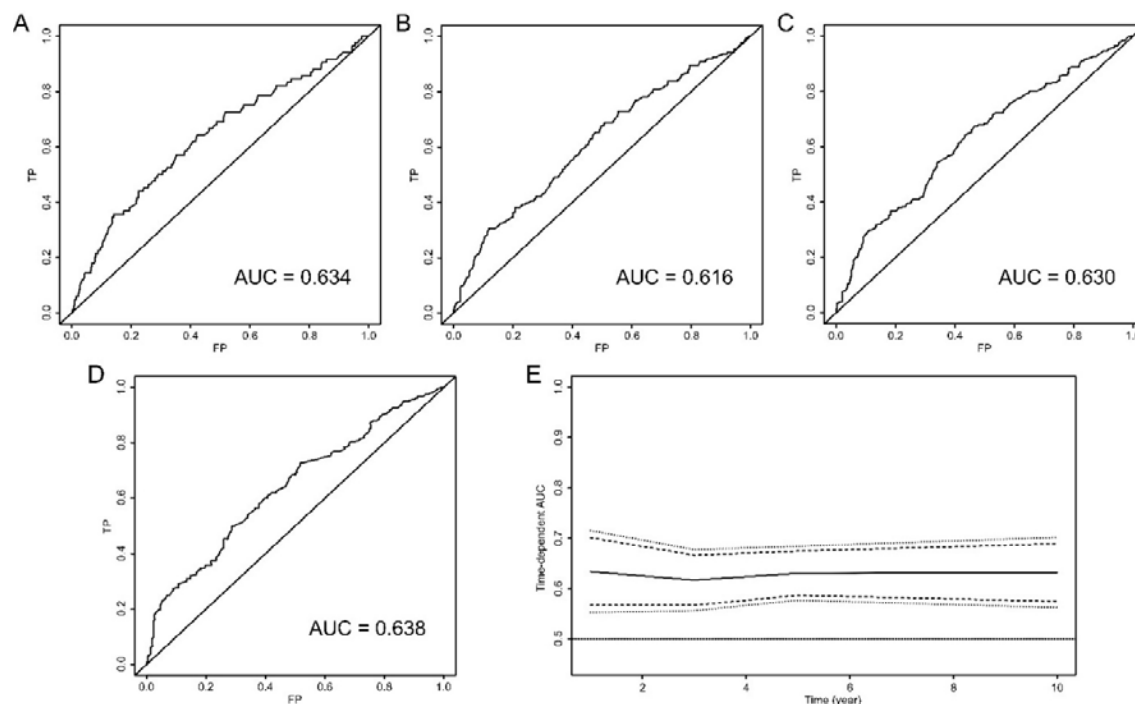 A
1.0
0.8
0.6
0.4
0.2
0.0
TP
AUC = 0.634
0.0 0.2 0.4 0.6 0.8 1.0
FP
B
1.0
0.8
0.6
0.4
0.2
0.0
TP
AUC = 0.616
0.0 0.2 0.4 0.6 0.8 1.0
FP
C
1.0
0.8
0.6
0.4
0.2
0.0
TP
AUC = 0.630
0.0 0.2 0.4 0.6 0.8 1.0
FP
D
1.0
0.8
0.6
0.4
0.2
0.0
TP
AUC = 0.638
0.0 0.2 0.4 0.6 0.8 1.0
FP
E
1.0
0.9
0.8
0.7
0.6
0.5
Time-dependent AUC
2 4 6 8 10
Time (year)